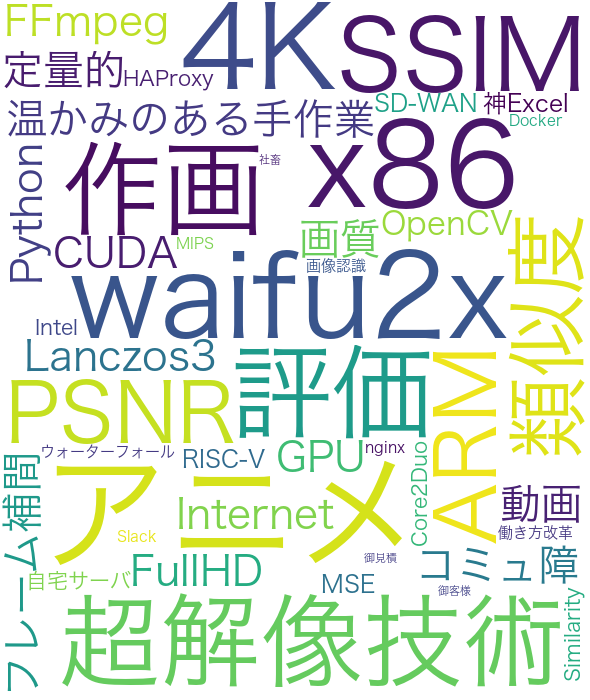 FFmpeg
4K
SSIM
定量的
HAProxy
SD-WAN
神Excel
温かみのある手作業
Docker
作画
x86
社畜
Python
CUDA
MIPS
画質
OpenCV
画像認識
類似度
waifu2x
Intel
Lanczos3
評価
ARM
PSNR
ウォーターフォール
RISC-V
GPU
nginx
Core2Duo
フレーム補間
アニメ
Internet
動画
Slack
働き方改革
自宅サーバ
FullHD
御見積
コミュ障
MSE
御客様
Similarity
超解像技術